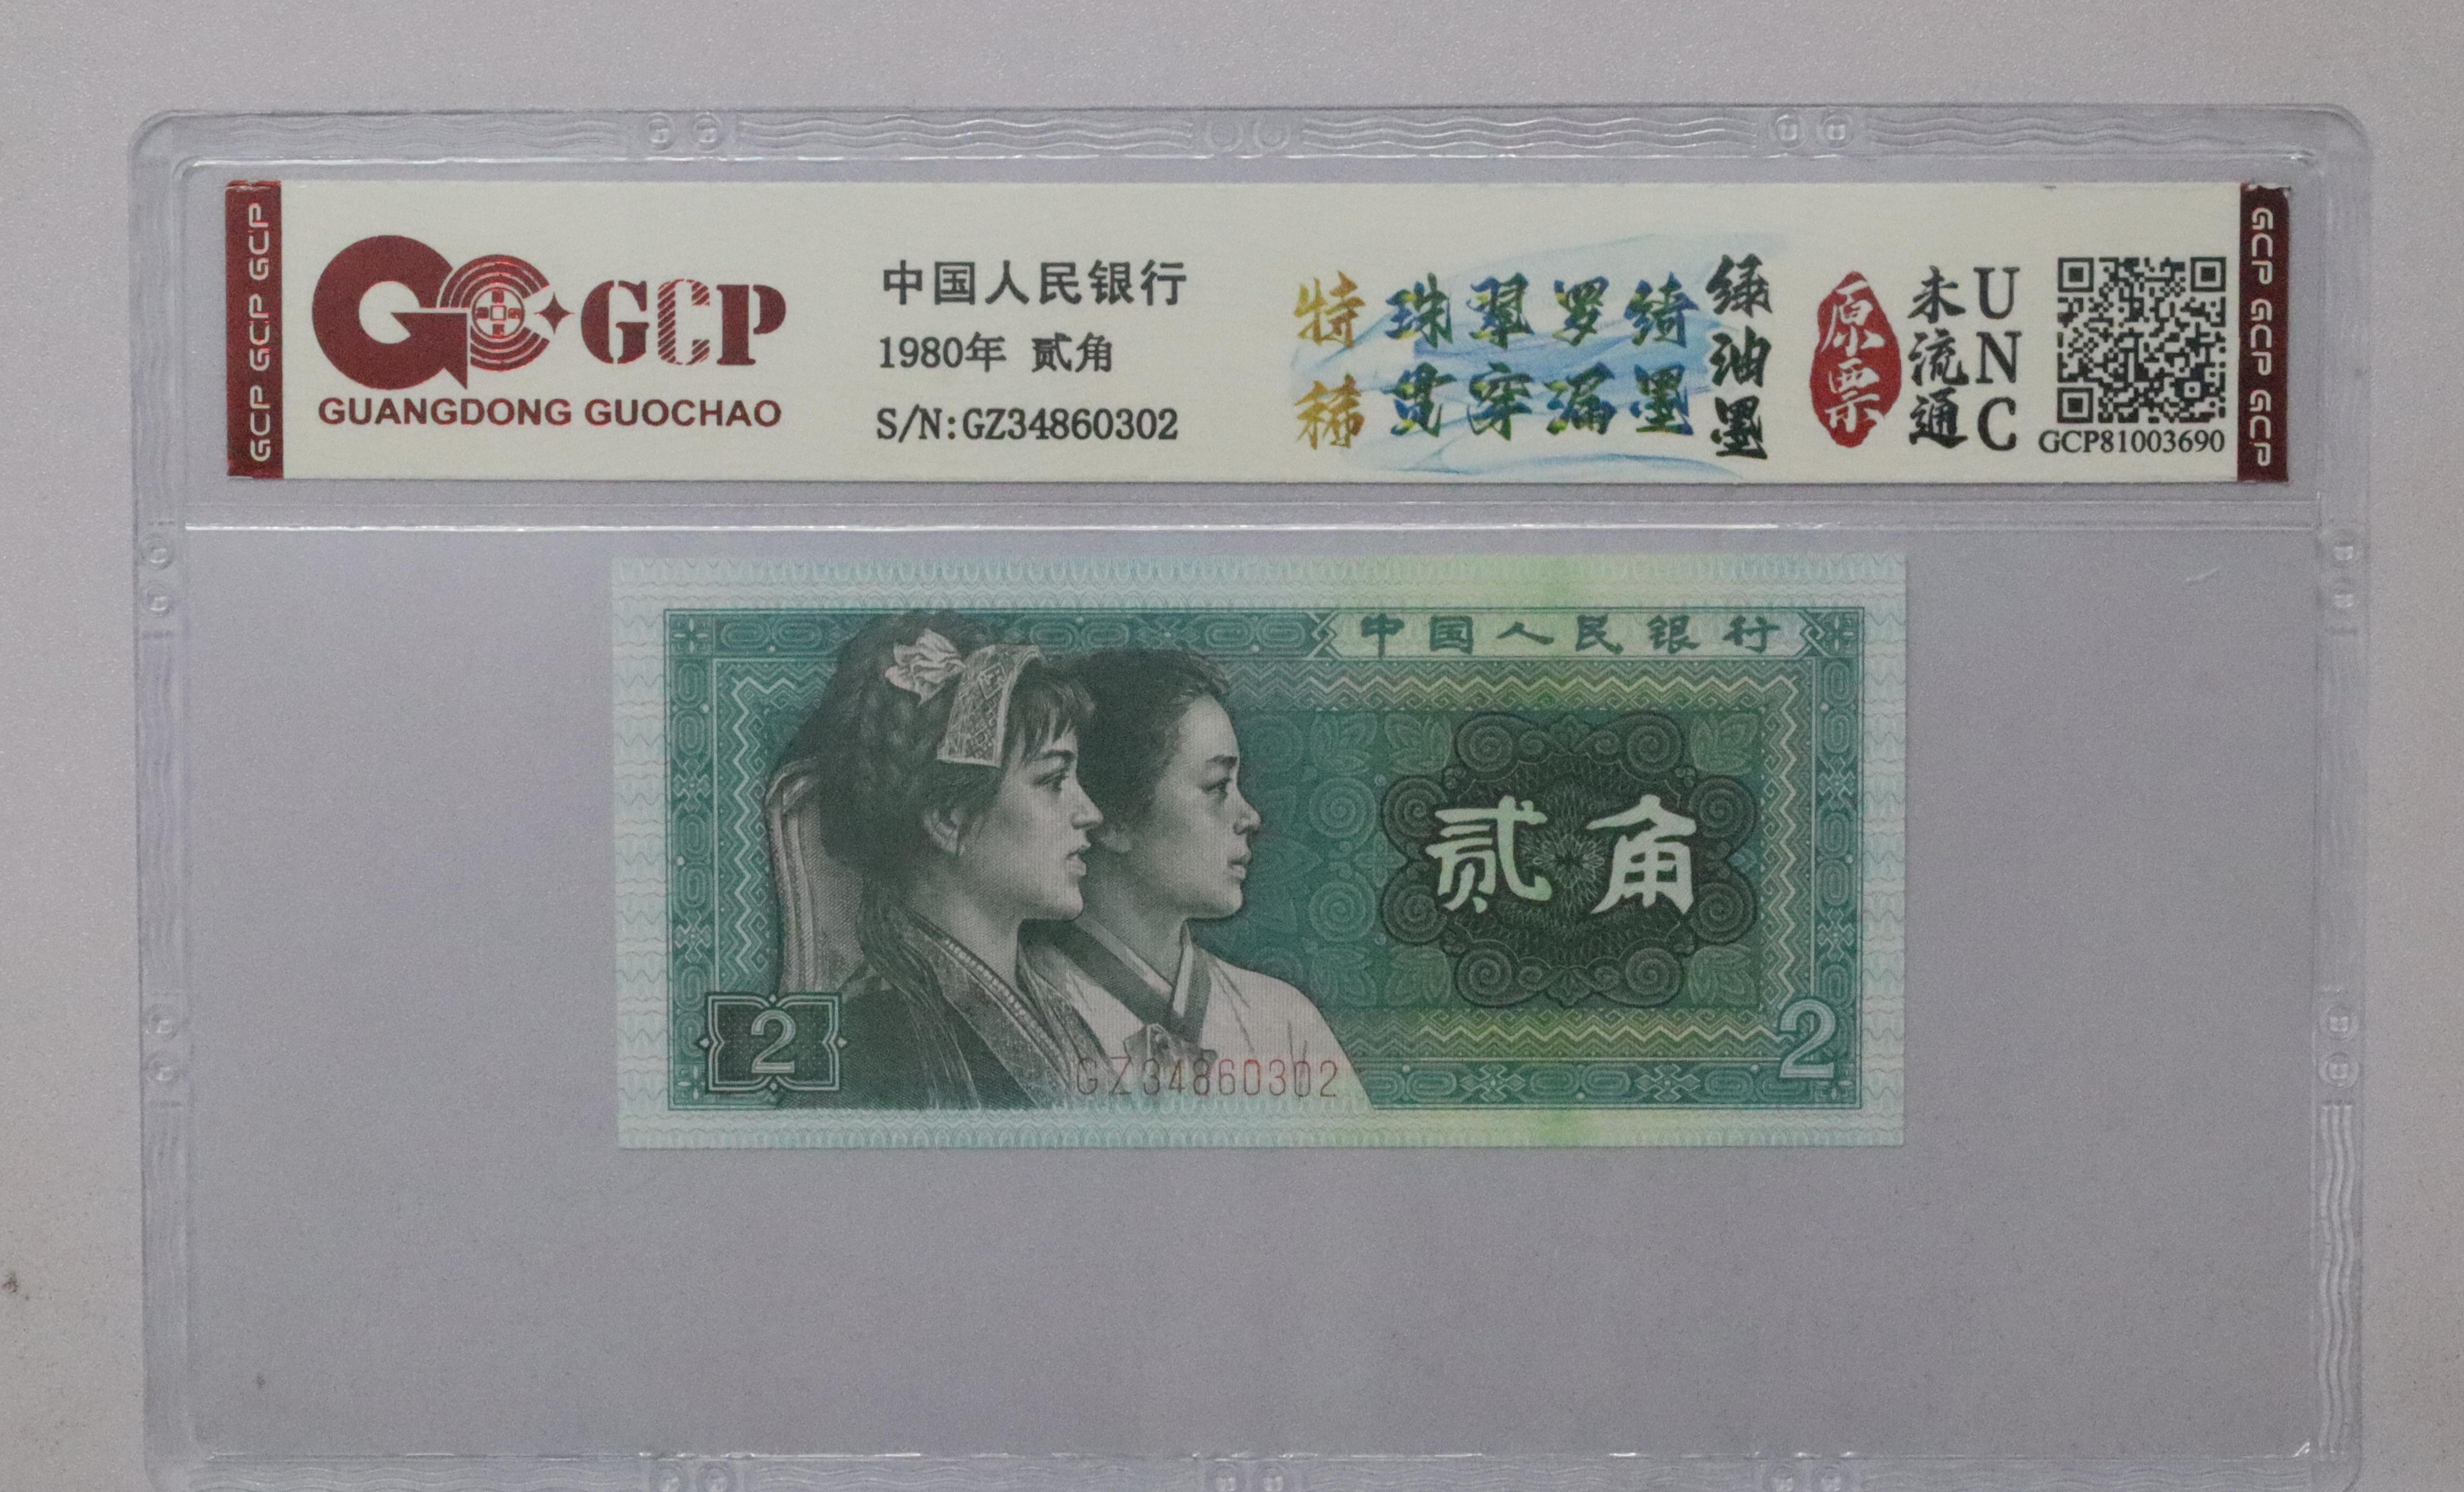 GCP GCP GCP
GCP
GUANGDONG GUOCHAO
中国人民银行
1980年 贰角
S/N:GZ34860302
特稀
珠翠罗绮
贯穿漏墨
绿油墨
原票
未流通
UNC
GCP81003690
GCP GCP GCP
中国人民银行
贰角
2
GZ34860302
2